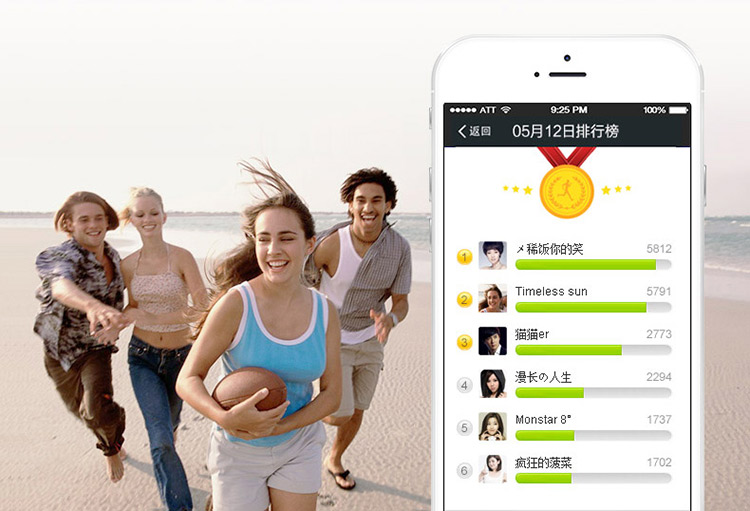 ATT 9:25 PM 100%
返回 05月12日排行榜
1 メ稀饭你的笑 5812
2 Timeless sun 5791
3 猫猫er 2773
4 漫长の人生 2294
5 Monstar 8° 1737
6 疯狂的菠菜 1702